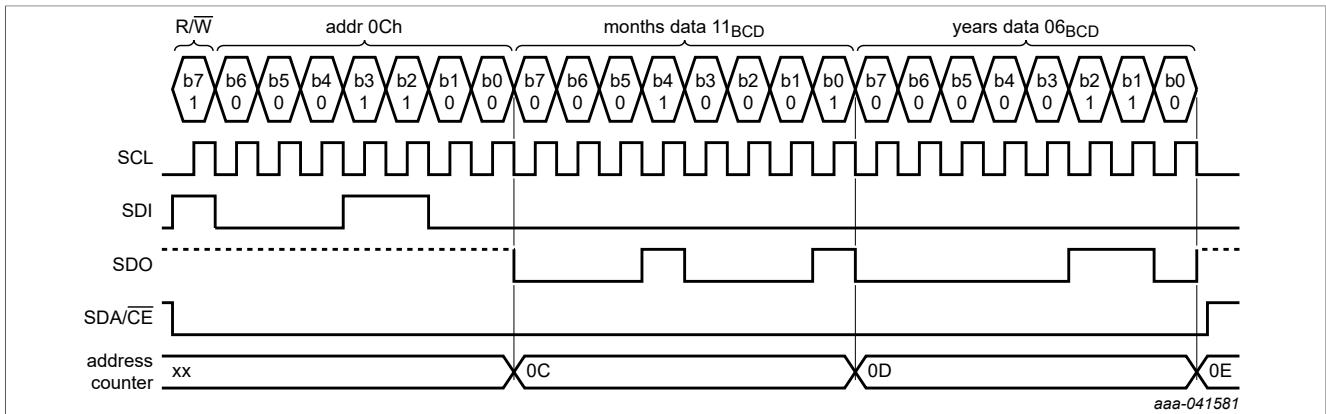 R/W addr 0Ch months data 11BCD years data 06BCD
b7 b6 b5 b4 b3 b2 b1 b0 b7 b6 b5 b4 b3 b2 b1 b0 b7 b6 b5 b4 b3 b2 b1 b0
1 0 0 0 1 1 0 0 0 0 0 1 0 0 0 1 0 0 0 0 0 1 1 0
SCL
SDI
SDO
SDA/CE
address
counter
xx 0C 0D 0E
aaa-041581